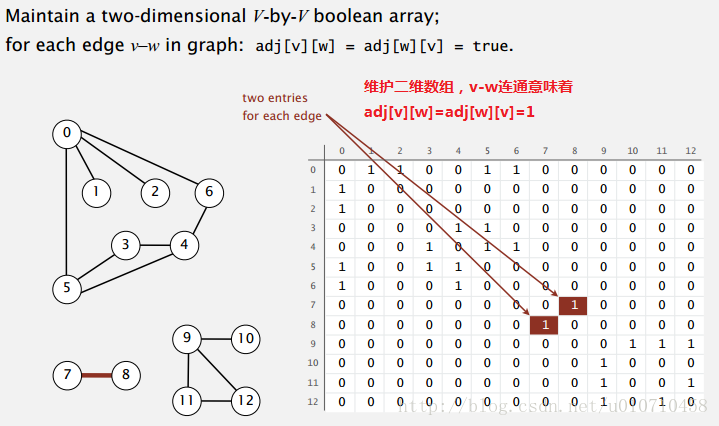 Maintain a two-dimensional V-by-V boolean array;
for each edge v–w in graph: adj[v][w] = adj[w][v] = true.
two entries
for each edge
维护二维数组，v-w连通意味着
adj[v][w]=adj[w][v]=1
0
1
2
6
3
4
5
7
8
9
10
11
12
0 1 2 3 4 5 6 7 8 9 10 11 12
0 0 1 1 0 0 1 1 0 0 0 0 0 0
1 1 0 0 0 0 0 0 0 0 0 0 0 0
2 1 0 0 0 0 0 0 0 0 0 0 0 0
3 0 0 0 0 1 1 0 0 0 0 0 0 0
4 0 0 0 1 0 1 1 0 0 0 0 0 0
5 1 0 0 1 1 0 0 0 0 0 0 0 0
6 1 0 0 0 1 0 0 0 0 0 0 0 0
7 0 0 0 0 0 0 0 0 1 0 0 0 0
8 0 0 0 0 0 0 0 1 0 0 0 0 0
9 0 0 0 0 0 0 0 0 0 0 1 1 1
10 0 0 0 0 0 0 0 0 0 1 0 0 0
11 0 0 0 0 0 0 0 0 0 1 0 0 1
12 0 0 0 0 0 0 0 0 0 1 0 1 0
http://blog.csdn.net/u010710458